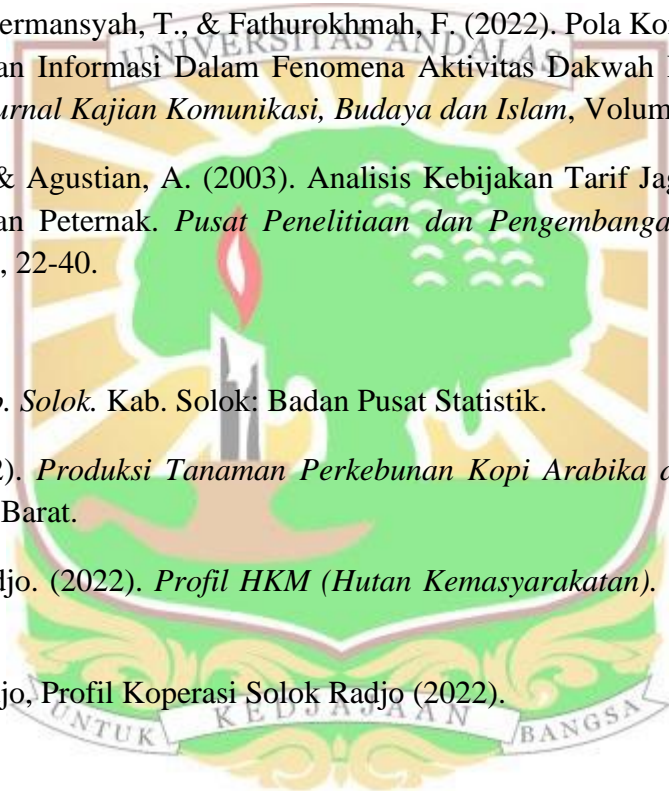 ermansyah, T., & Fathurokhmah, F. (2022). Pola Ko
UNIVERSITAS ANDALAS
an Informasi Dalam Fenomena Aktivitas Dakwah
urnal Kajian Komunikasi, Budaya dan Islam, Volum
& Agustian, A. (2003). Analisis Kebijakan Tarif Jag
an Peternak. Pusat Penelitiaan dan Pengembanga
, 22-40.
. Solok. Kab. Solok: Badan Pusat Statistik.
2). Produksi Tanaman Perkebunan Kopi Arabika
Barat.
djo. (2022). Profil HKM (Hutan Kemasyarakatan).
jo, Profil Koperasi Solok Radjo (2022).
UNTUK KEDJAJAAN BANGSA